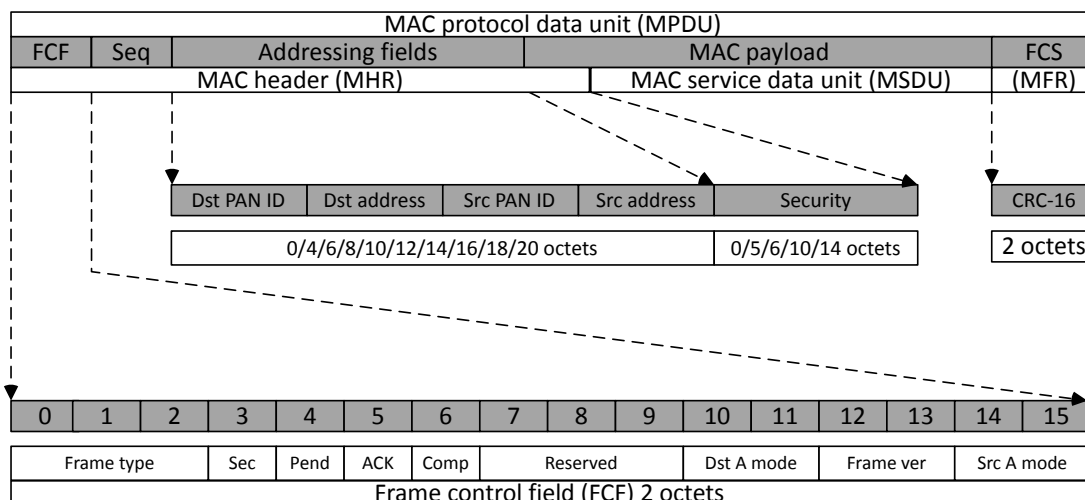 MAC protocol data unit (MPDU)
FCF Seq Addressing fields MAC payload FCS
MAC header (MHR) MAC service data unit (MSDU) (MFR)
Dst PAN ID Dst address Src PAN ID Src address Security CRC-16
0/4/6/8/10/12/14/16/18/20 octets 0/5/6/10/14 octets 2 octets
0 1 2 3 4 5 6 7 8 9 10 11 12 13 14 15
Frame type Sec Pend ACK Comp Reserved Dst A mode Frame ver Src A mode
Frame control field (FCF) 2 octets